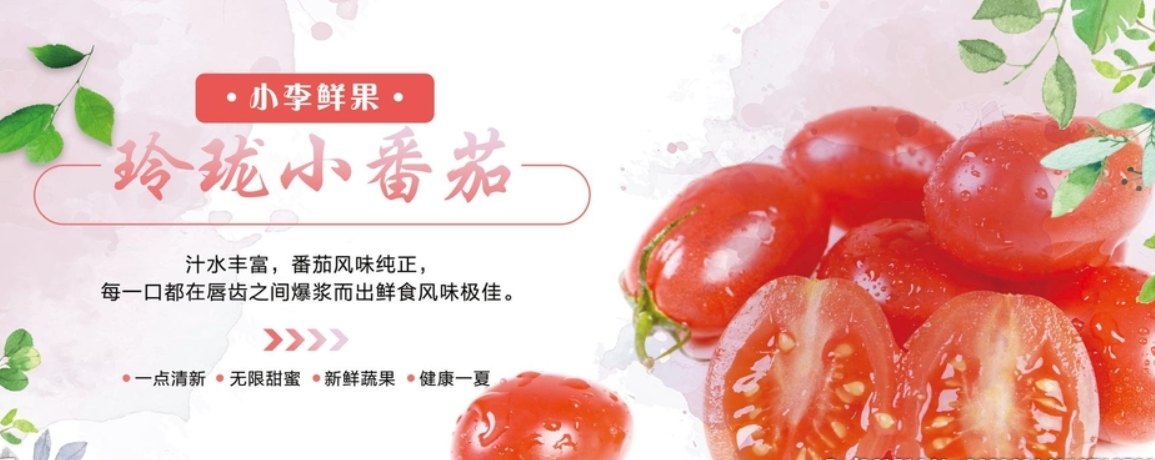 ·小李鲜果·
玲珑小番茄
汁水丰富，番茄风味纯正，
每一口都在唇齿之间爆浆而出鲜食风味极佳。
•一点清新 •无限甜蜜 •新鲜蔬果 •健康一夏